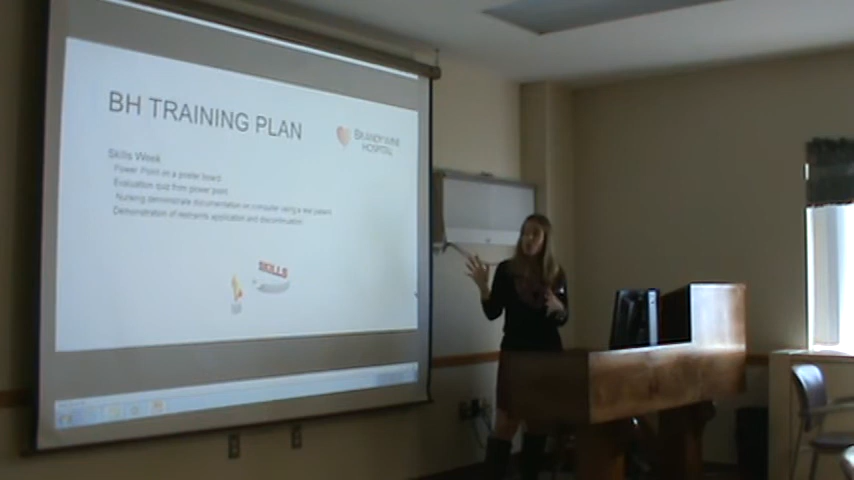 BH TRAINING PLAN
BRANDYWINE
HOSPITAL
Skills Week
Power Point on a poster board
Evaluation quiz from power point
Nursing demonstrate documentation on computer using a test patient
Demonstration of restraints application and discontinuation
SKILLS